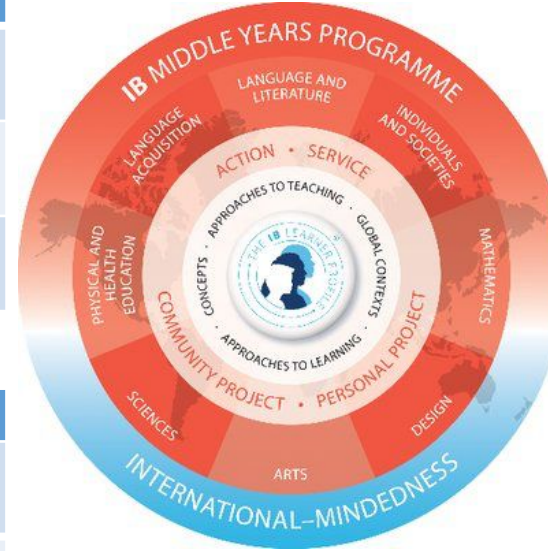 IB MIDDLE YEARS PROGRAMME
LANGUAGE AND
LITERATURE
LANGUAGE
ACQUISITION
INDIVIDUALS
AND SOCIETIES
PHYSICAL AND
HEALTH
EDUCATION
MATHEMATICS
SCIENCES
ARTS
DESIGN
ACTION • SERVICE
COMMUNITY PROJECT • PERSONAL PROJECT
APPROACHES TO TEACHING • GLOBAL CONTEXTS • APPROACHES TO LEARNING • CONCEPTS •
THE IB LEARNER PROFILE
INTERNATIONAL–MINDEDNESS